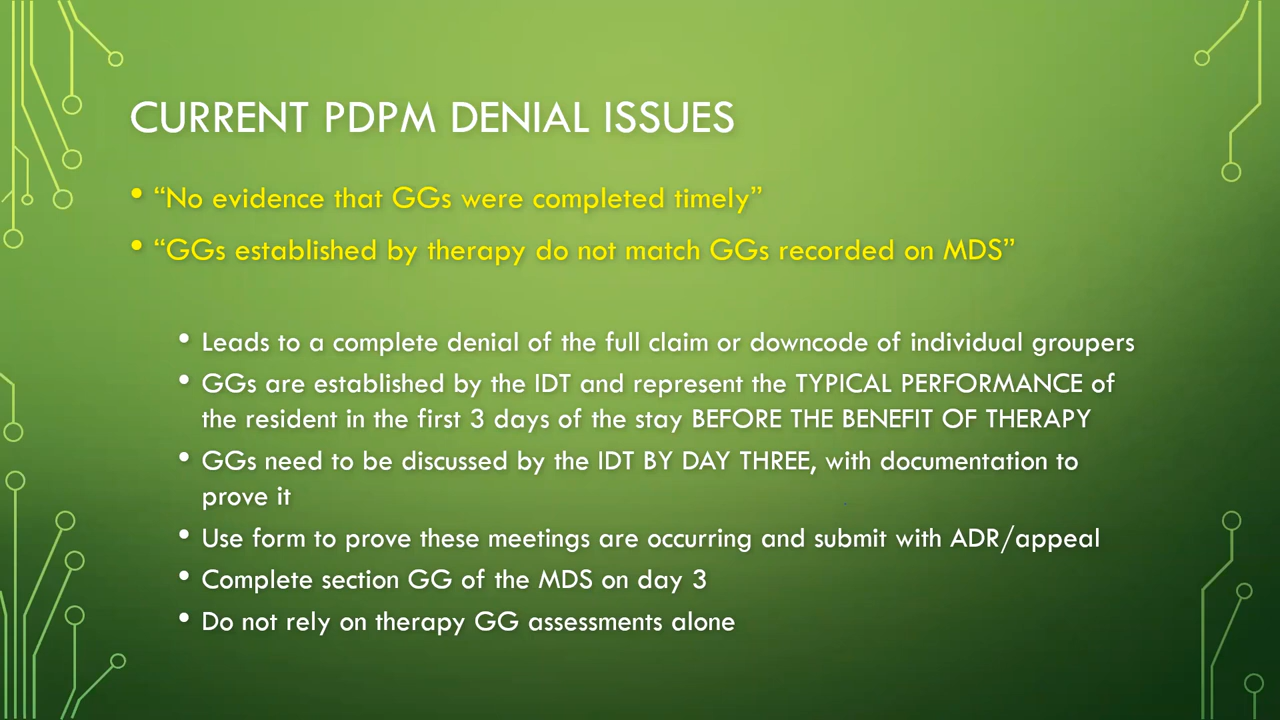 CURRENT PDPM DENIAL ISSUES
• “No evidence that GGs were completed timely”
• “GGs established by therapy do not match GGs recorded on MDS”
• Leads to a complete denial of the full claim or downcode of individual groupers
• GGs are established by the IDT and represent the TYPICAL PERFORMANCE of
the resident in the first 3 days of the stay BEFORE THE BENEFIT OF THERAPY
• GGs need to be discussed by the IDT BY DAY THREE, with documentation to
prove it
• Use form to prove these meetings are occurring and submit with ADR/appeal
• Complete section GG of the MDS on day 3
• Do not rely on therapy GG assessments alone